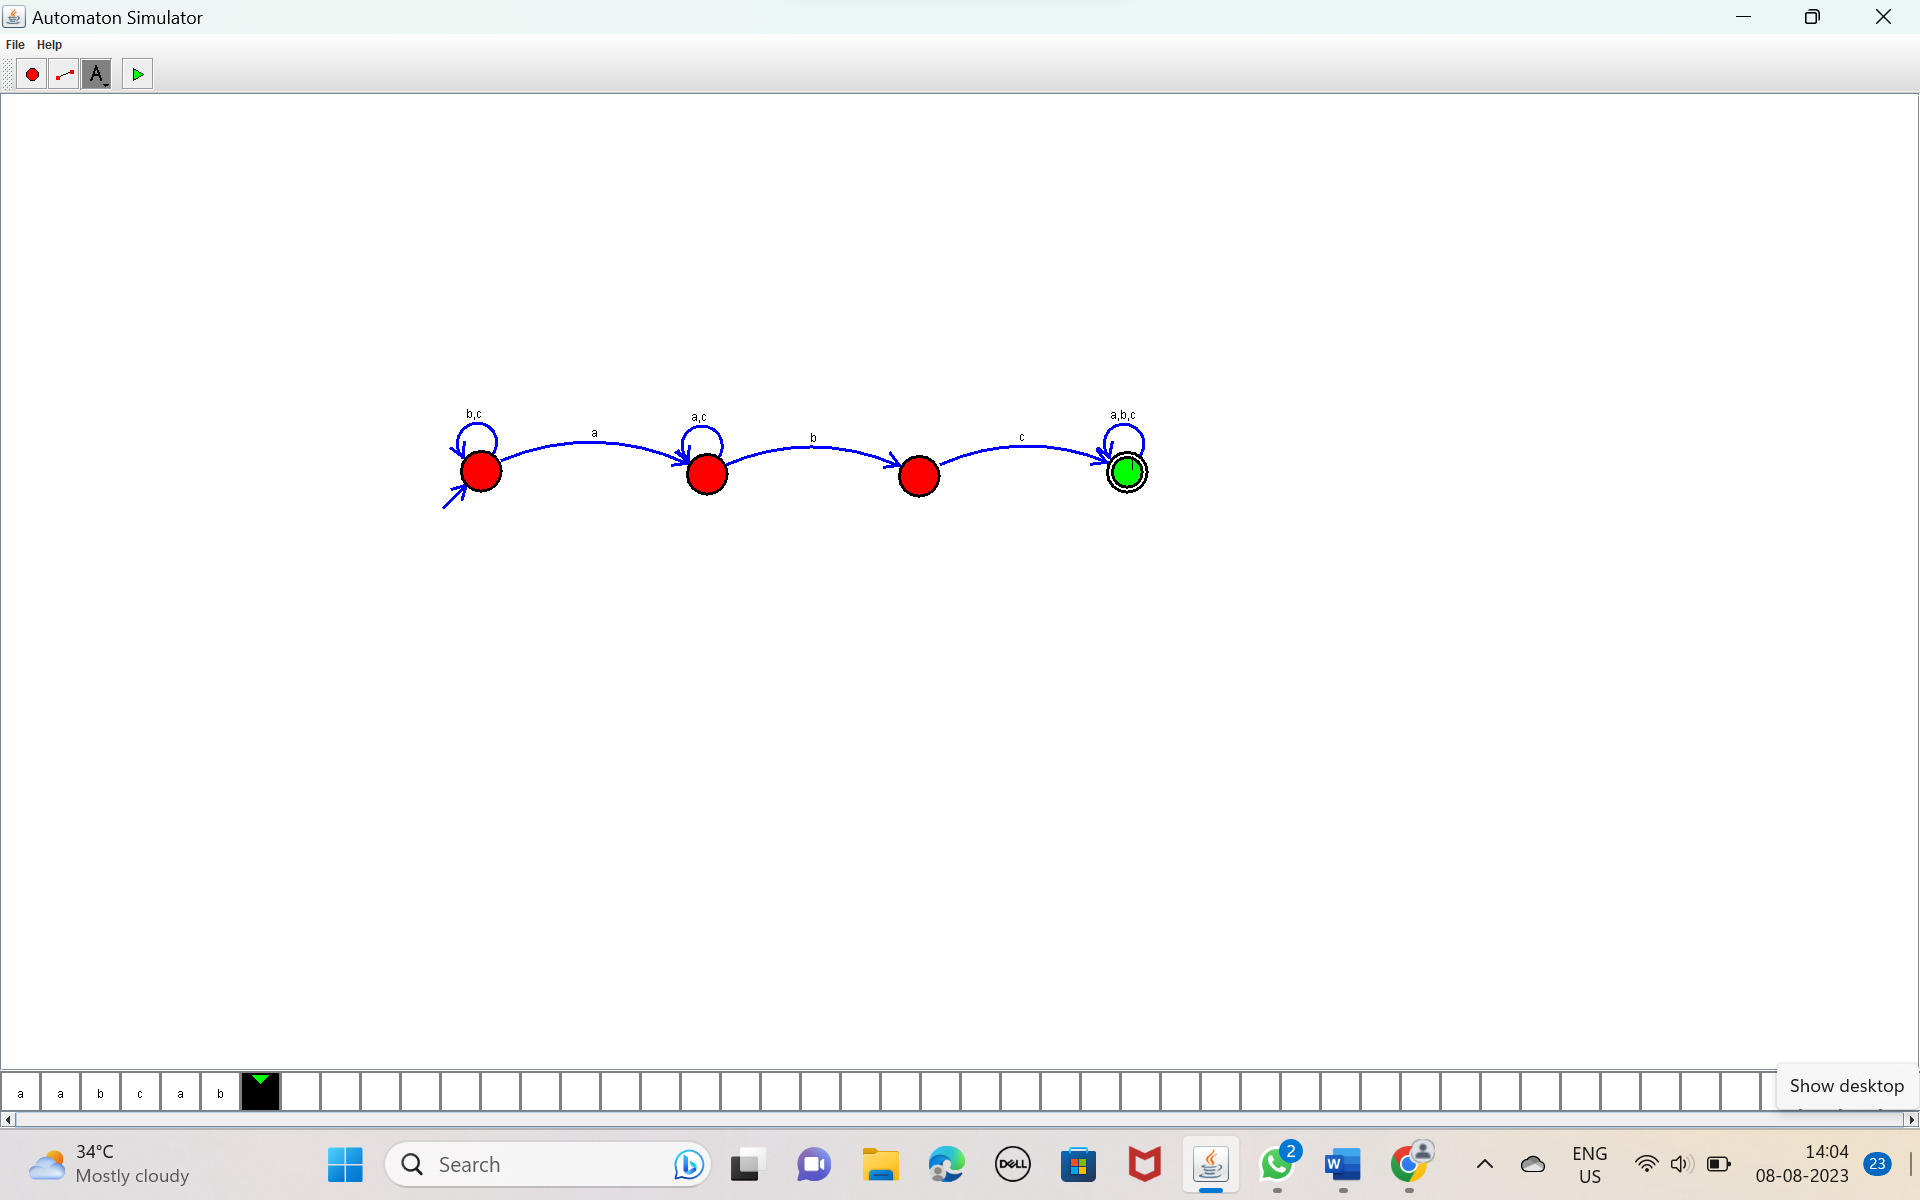 Automaton Simulator
File Help
A
b,c
a
a,c
b
c
a,b,c
a a b c a b
Show desktop
34°C
Mostly cloudy
Search
DELL
W
2
ENG
US
14:04
08-08-2023
23